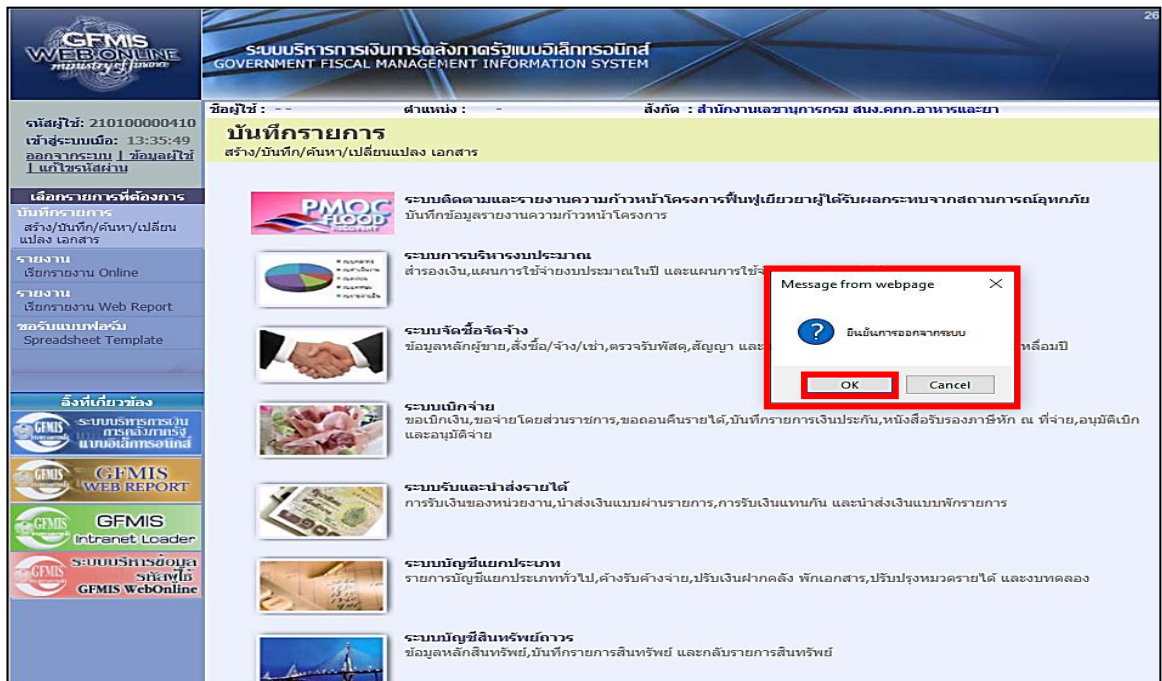 26
GFMIS
WEB ONLINE
ministry of finance
ระบบบริหารการเงินการคลังภาครัฐแบบอิเล็กทรอนิกส์
GOVERNMENT FISCAL MANAGEMENT INFORMATION SYSTEM
ชื่อผู้ใช้ : - - ตำแหน่ง : - สังกัด : สำนักงานเลขานุการกรม สนง.คกก.อาหารและยา
รหัสผู้ใช้: 210100000410
เข้าสู่ระบบเมื่อ: 13:35:49
ออกจากระบบ | ข้อมูลผู้ใช้
| แก้ไขรหัสผ่าน
บันทึกรายการ
สร้าง/บันทึก/ค้นหา/เปลี่ยนแปลง เอกสาร
เลือกรายการที่ต้องการ
บันทึกรายการ
สร้าง/บันทึก/ค้นหา/เปลี่ยน
แปลง เอกสาร
รายงาน
เรียกรายงาน Online
รายงาน
เรียกรายงาน Web Report
ขอรับแบบฟอร์ม
Spreadsheet Template
ลิ้งที่เกี่ยวข้อง
GFMIS
ระบบบริหารการเงิน
การคลังภาครัฐ
แบบอิเล็กทรอนิกส์
GFMIS
GFMIS
WEB REPORT
GFMIS
GFMIS
Intranet Loader
GFMIS
ระบบบริหารข้อมูล
รหัสผู้ใช้
GFMIS WebOnline
PMOC
FLOOD
RECOVERY
ระบบติดตามและรายงานความก้าวหน้าโครงการฟื้นฟูเยียวยาผู้ได้รับผลกระทบจากสถานการณ์อุทกภัย
บันทึกข้อมูลรายงานความก้าวหน้าโครงการ
ระบบการบริหารงบประมาณ
สำรองเงิน,แผนการใช้จ่ายงบประมาณในปี และแผนการใช้
ระบบจัดซื้อจัดจ้าง
ข้อมูลหลักผู้ขาย,สั่งซื้อ/จ้าง/เช่า,ตรวจรับพัสดุ,สัญญา และ
หลื่อมปี
Message from webpage
ยืนยันการออกจากระบบ
OK Cancel
ระบบเบิกจ่าย
ขอเบิกเงิน,ขอจ่ายโดยส่วนราชการ,ขอถอนคืนรายได้,บันทึกรายการเงินประกัน,หนังสือรับรองภาษีหัก ณ ที่จ่าย,อนุมัติเบิก
และอนุมัติจ่าย
ระบบรับและนำส่งรายได้
การรับเงินของหน่วยงาน,นำส่งเงินแบบผ่านรายการ,การรับเงินแทนกัน และนำส่งเงินแบบพักรายการ
ระบบบัญชีแยกประเภท
รายการบัญชีแยกประเภททั่วไป,ค้างรับค้างจ่าย,ปรับเงินฝากคลัง พักเอกสาร,ปรับปรุงหมวดรายได้ และงบทดลอง
ระบบบัญชีสินทรัพย์ถาวร
ข้อมูลหลักสินทรัพย์,บันทึกรายการสินทรัพย์ และกลับรายการสินทรัพย์